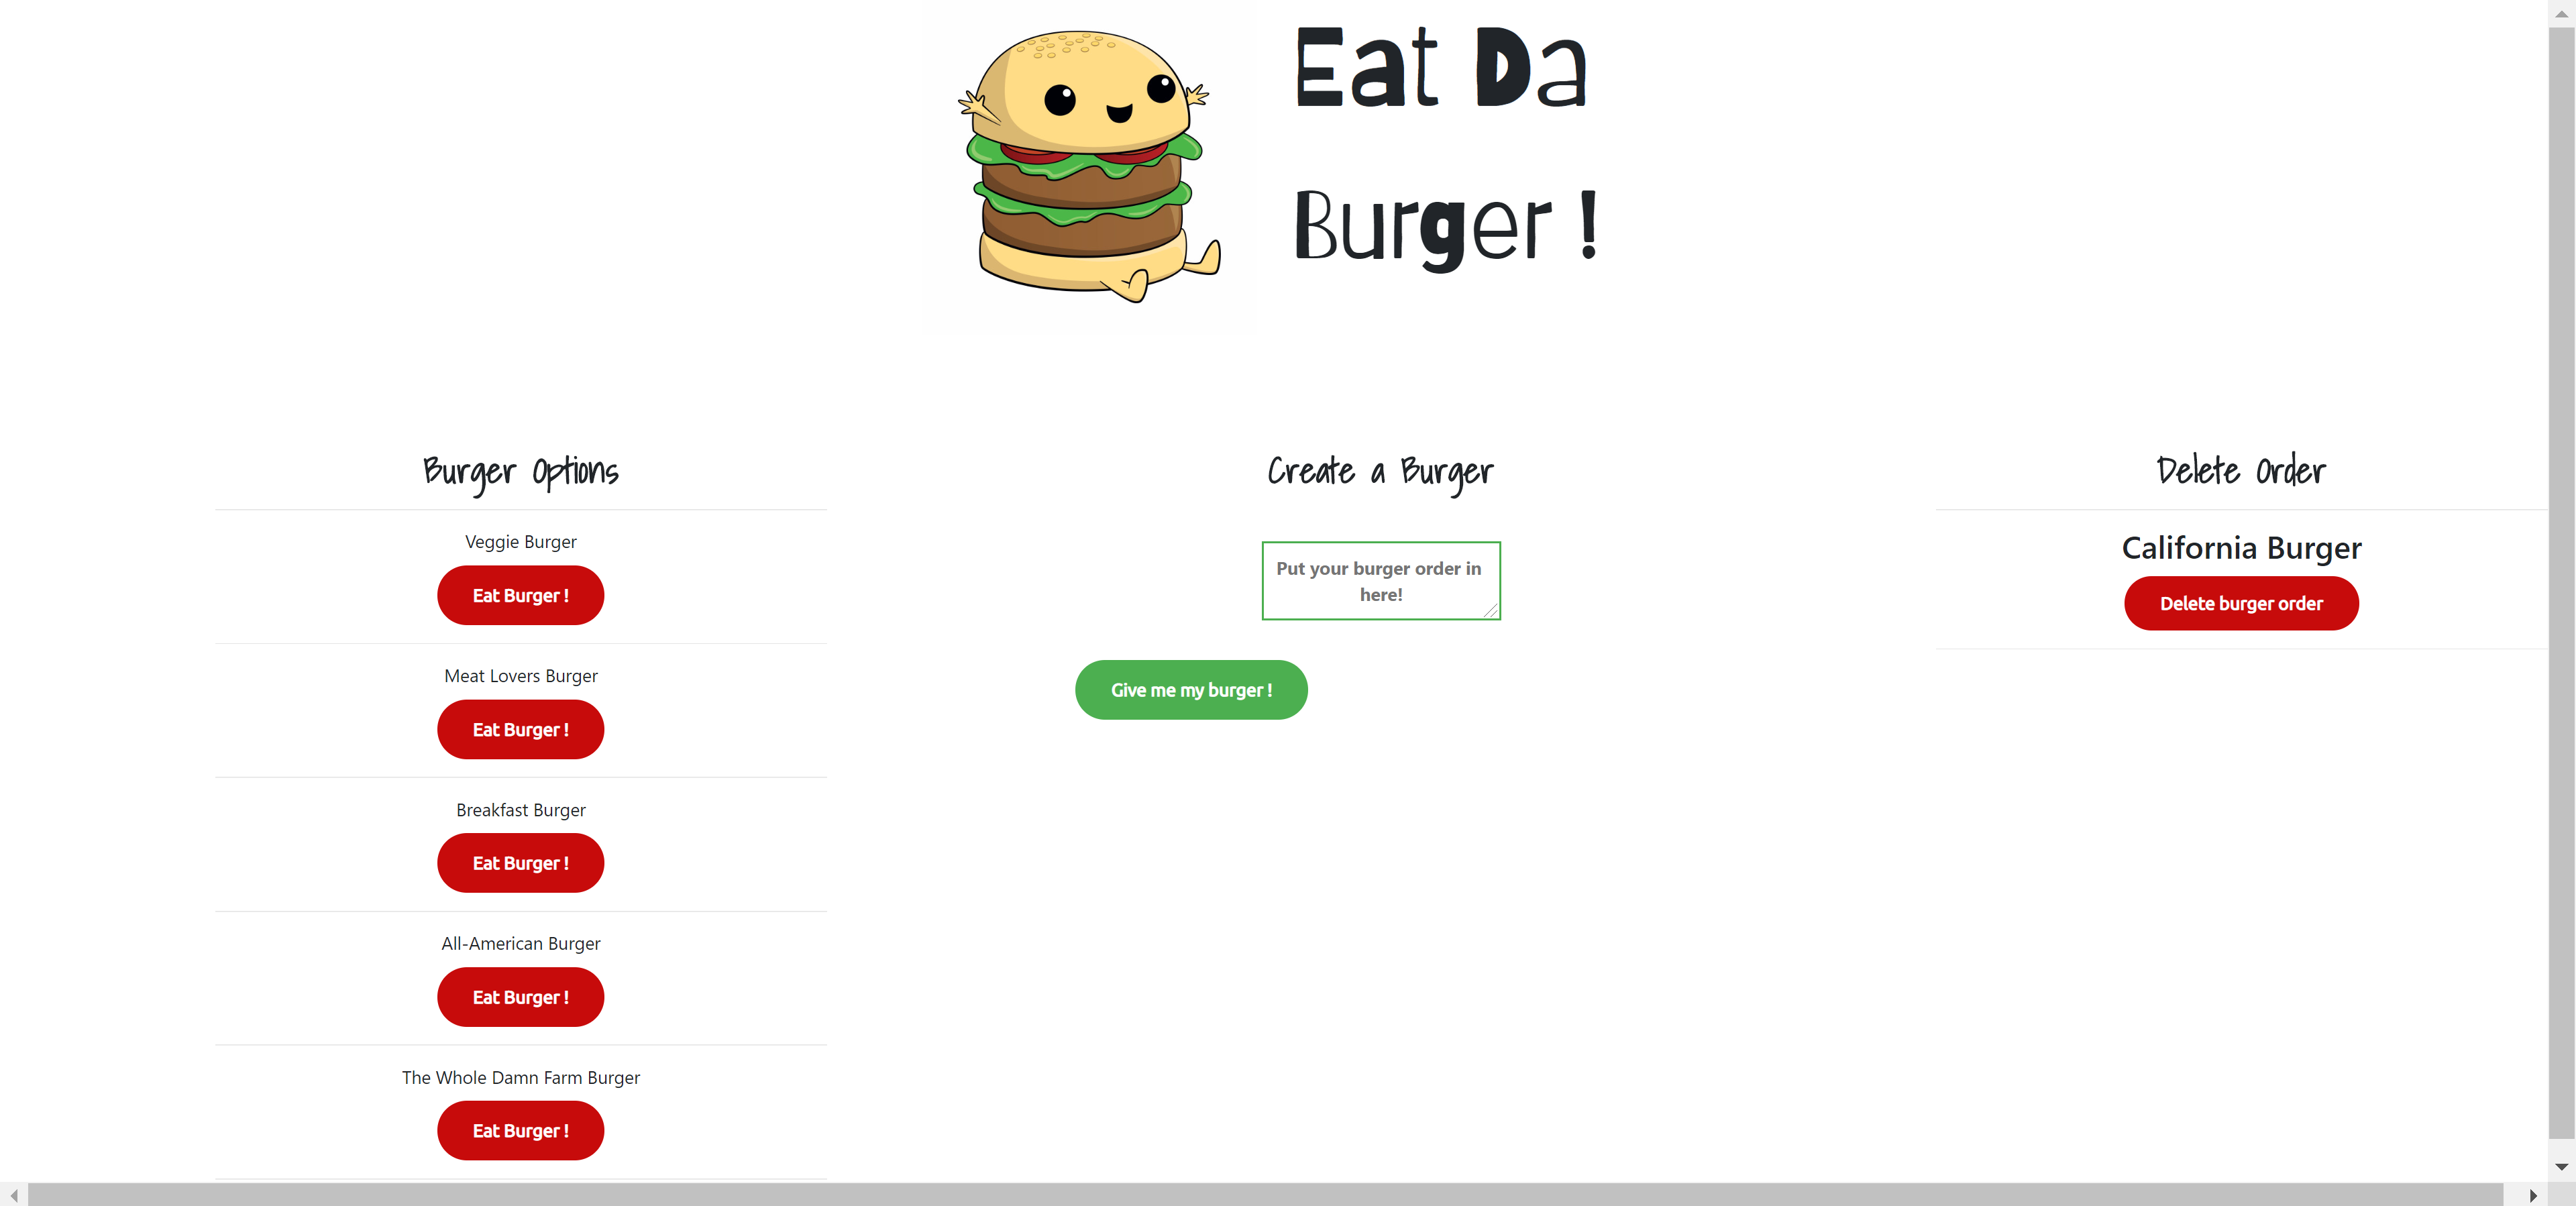 Eat Da
Burger !
Burger Options
Veggie Burger
Eat Burger !
Meat Lovers Burger
Eat Burger !
Breakfast Burger
Eat Burger !
All-American Burger
Eat Burger !
The Whole Damn Farm Burger
Eat Burger !
Create a Burger
Put your burger order in
here!
Give me my burger !
Delete Order
California Burger
Delete burger order